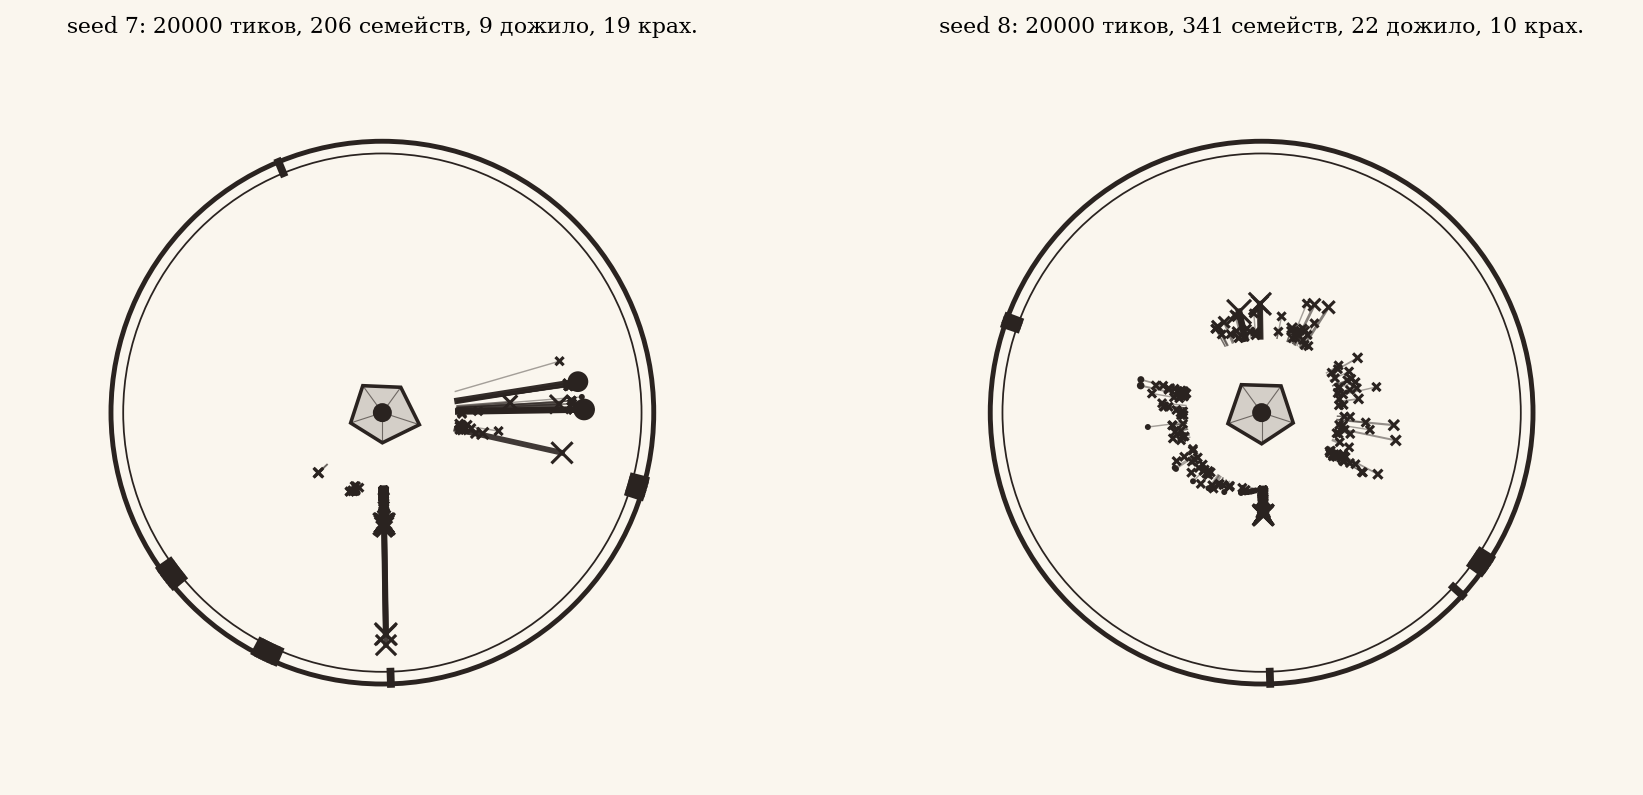 seed 7: 20000 тиков, 206 семейств, 9 дожило, 19 крах.
seed 8: 20000 тиков, 341 семейств, 22 дожило, 10 крах.